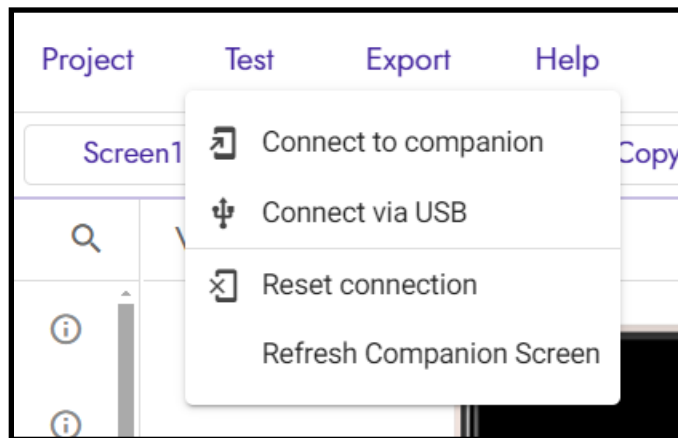 Project Test Export Help
Screen1 Copy
Connect to companion
Connect via USB
Reset connection
Refresh Companion Screen